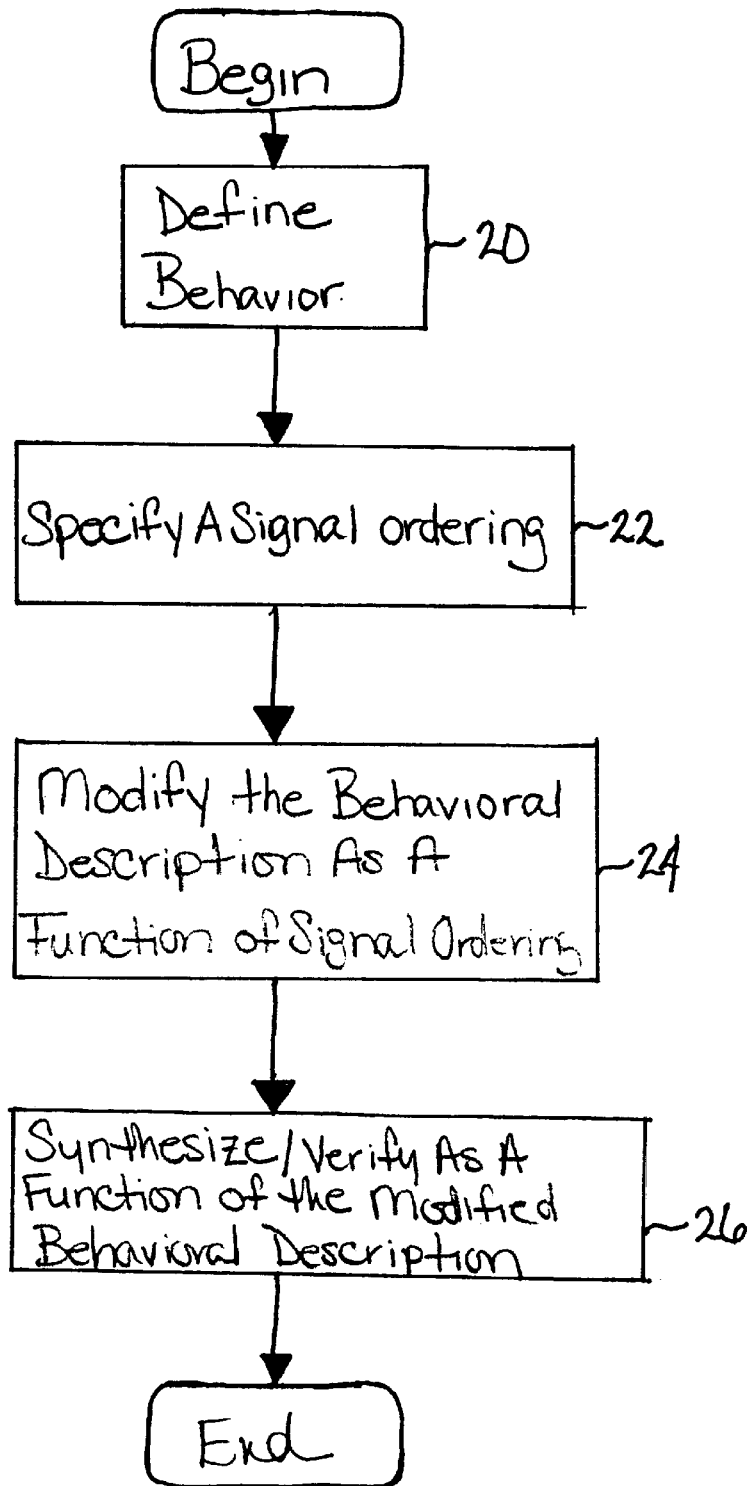 Begin
Define
Behavior.
20
Specify A Signal ordering
22
Modify the Behavioral
Description As A
Function of Signal Ordering
24
Synthesize/Verify As A
Function of the Modified
Behavioral Description
26
End